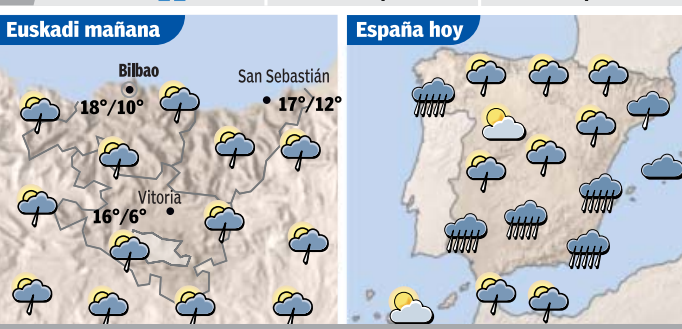 Euskadi mañana
España hoy
Bilbao
18°/10°
San Sebastián
17°/12°
Vitoria
16°/6°